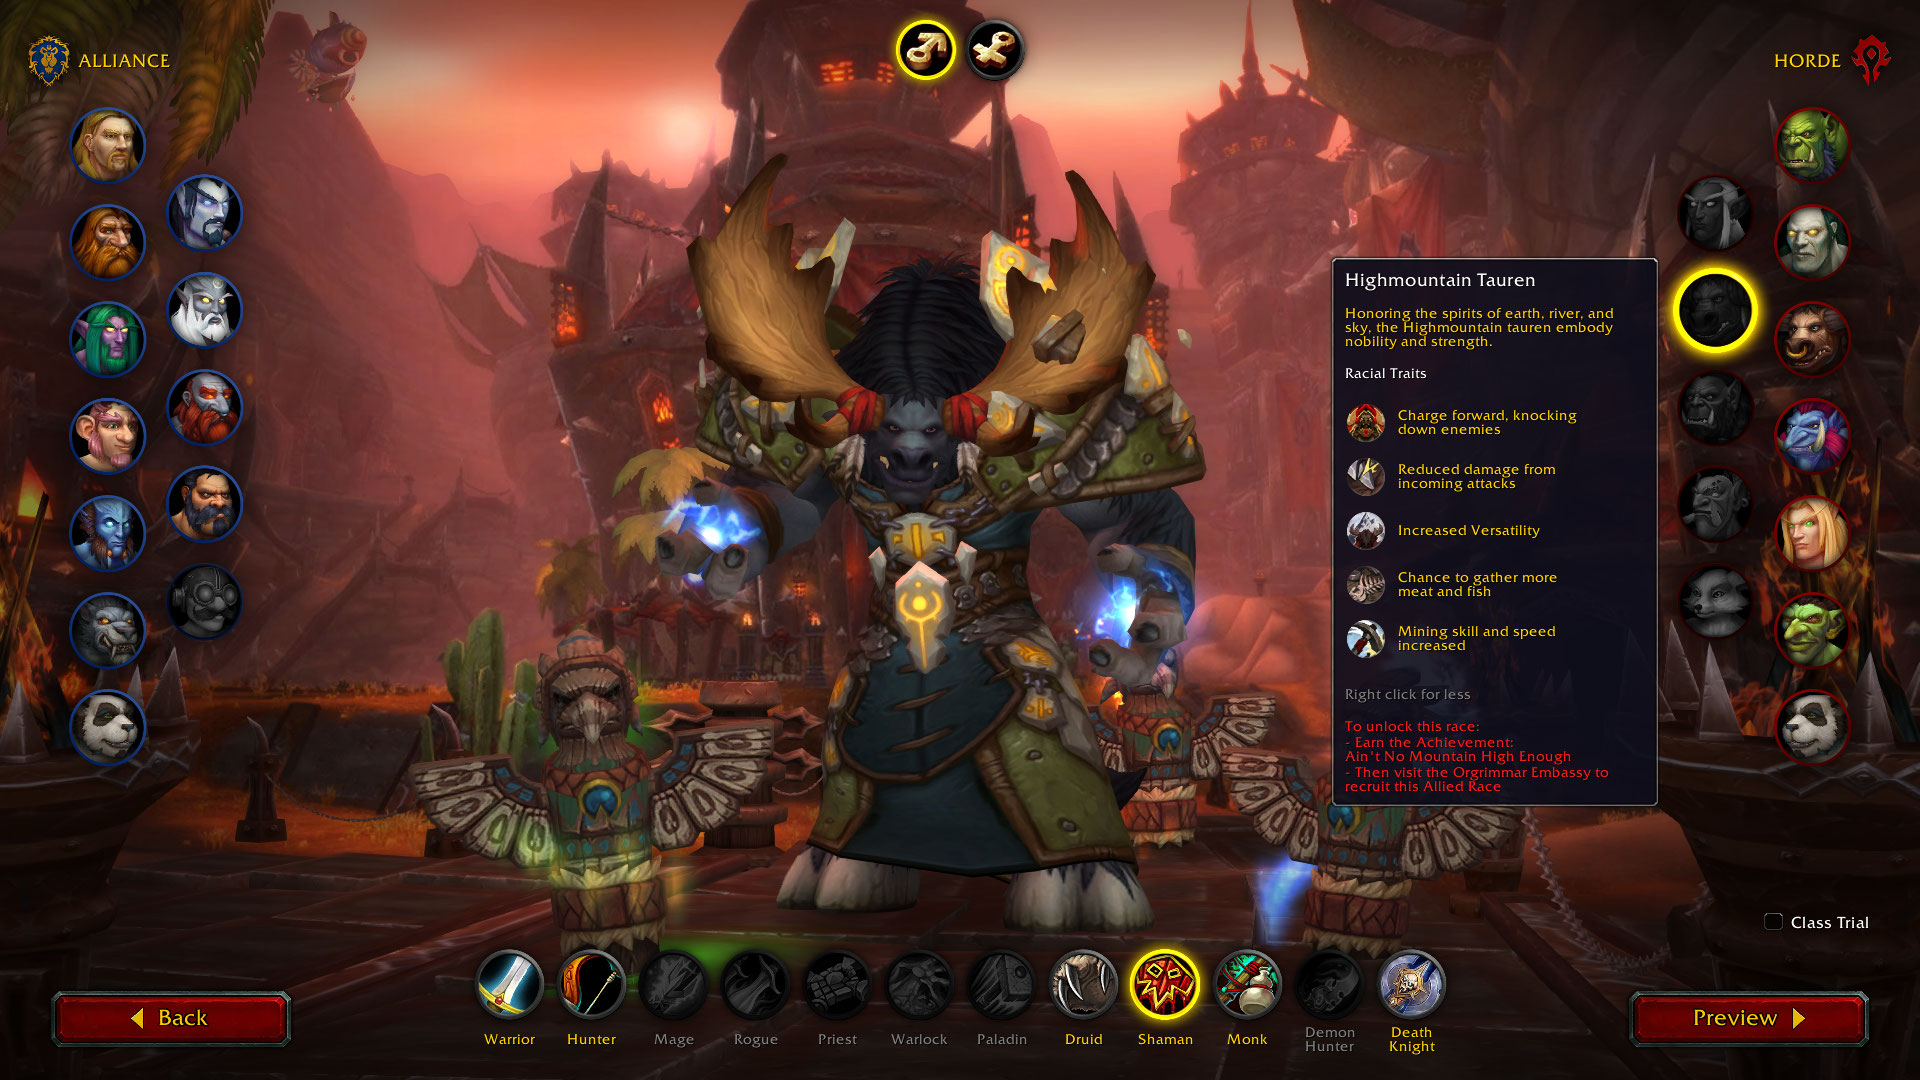 ALLIANCE
HORDE
Highmountain Tauren
Honoring the spirits of earth, river, and
sky, the Highmountain tauren embody
nobility and strength.
Racial Traits
Charge forward, knocking
down enemies
Reduced damage from
incoming attacks
Increased Versatility
Chance to gather more
meat and fish
Mining skill and speed
increased
Right click for less
To unlock this race:
- Earn the Achievement:
Ain't No Mountain High Enough
- Then visit the Orgrimmar Embassy to
recruit this Allied Race
Class Trial
Back
Warrior
Hunter
Mage
Rogue
Priest
Warlock
Paladin
Druid
Shaman
Monk
Demon
Hunter
Death
Knight
Preview